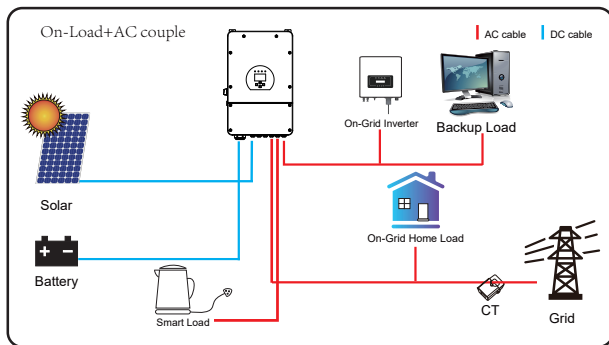 On-Load+AC couple
AC cable
DC cable
On-Grid Inverter
Backup Load
Solar
On-Grid Home Load
Battery
CT
Grid
Smart Load